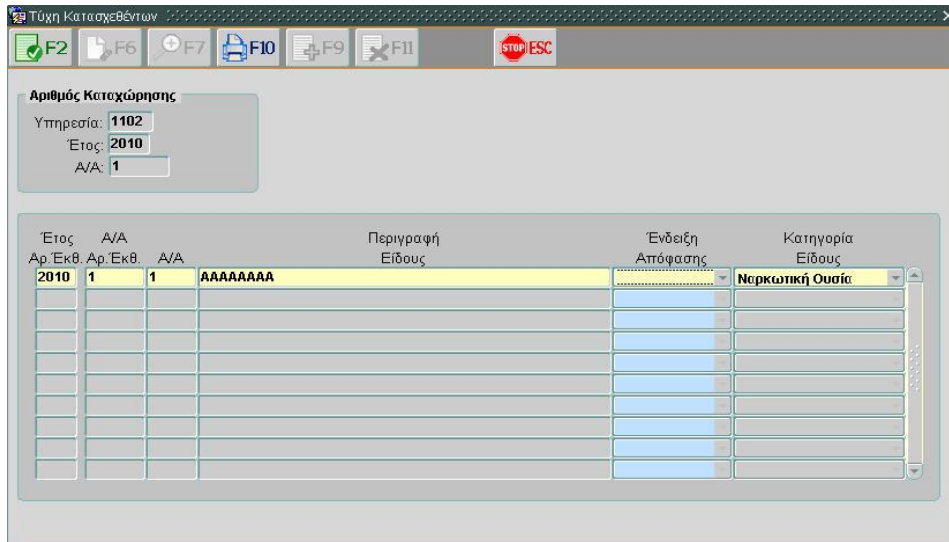 Τύχη Κατασχεθέντων
F2 F6 F7 F10 F9 F11 STOP ESC
Αριθμός Καταχώρησης
Υπηρεσία: 1102
Έτος: 2010
Α/Α: 1
Έτος Α/Α Περιγραφή Ένδειξη Κατηγορία
Αρ.Έκθ. Αρ.Έκθ. Α/Α Είδους Απόφασης Είδους
2010 1 1 ΑΑΑΑΑΑΑΑ Ναρκωτική Ουσία